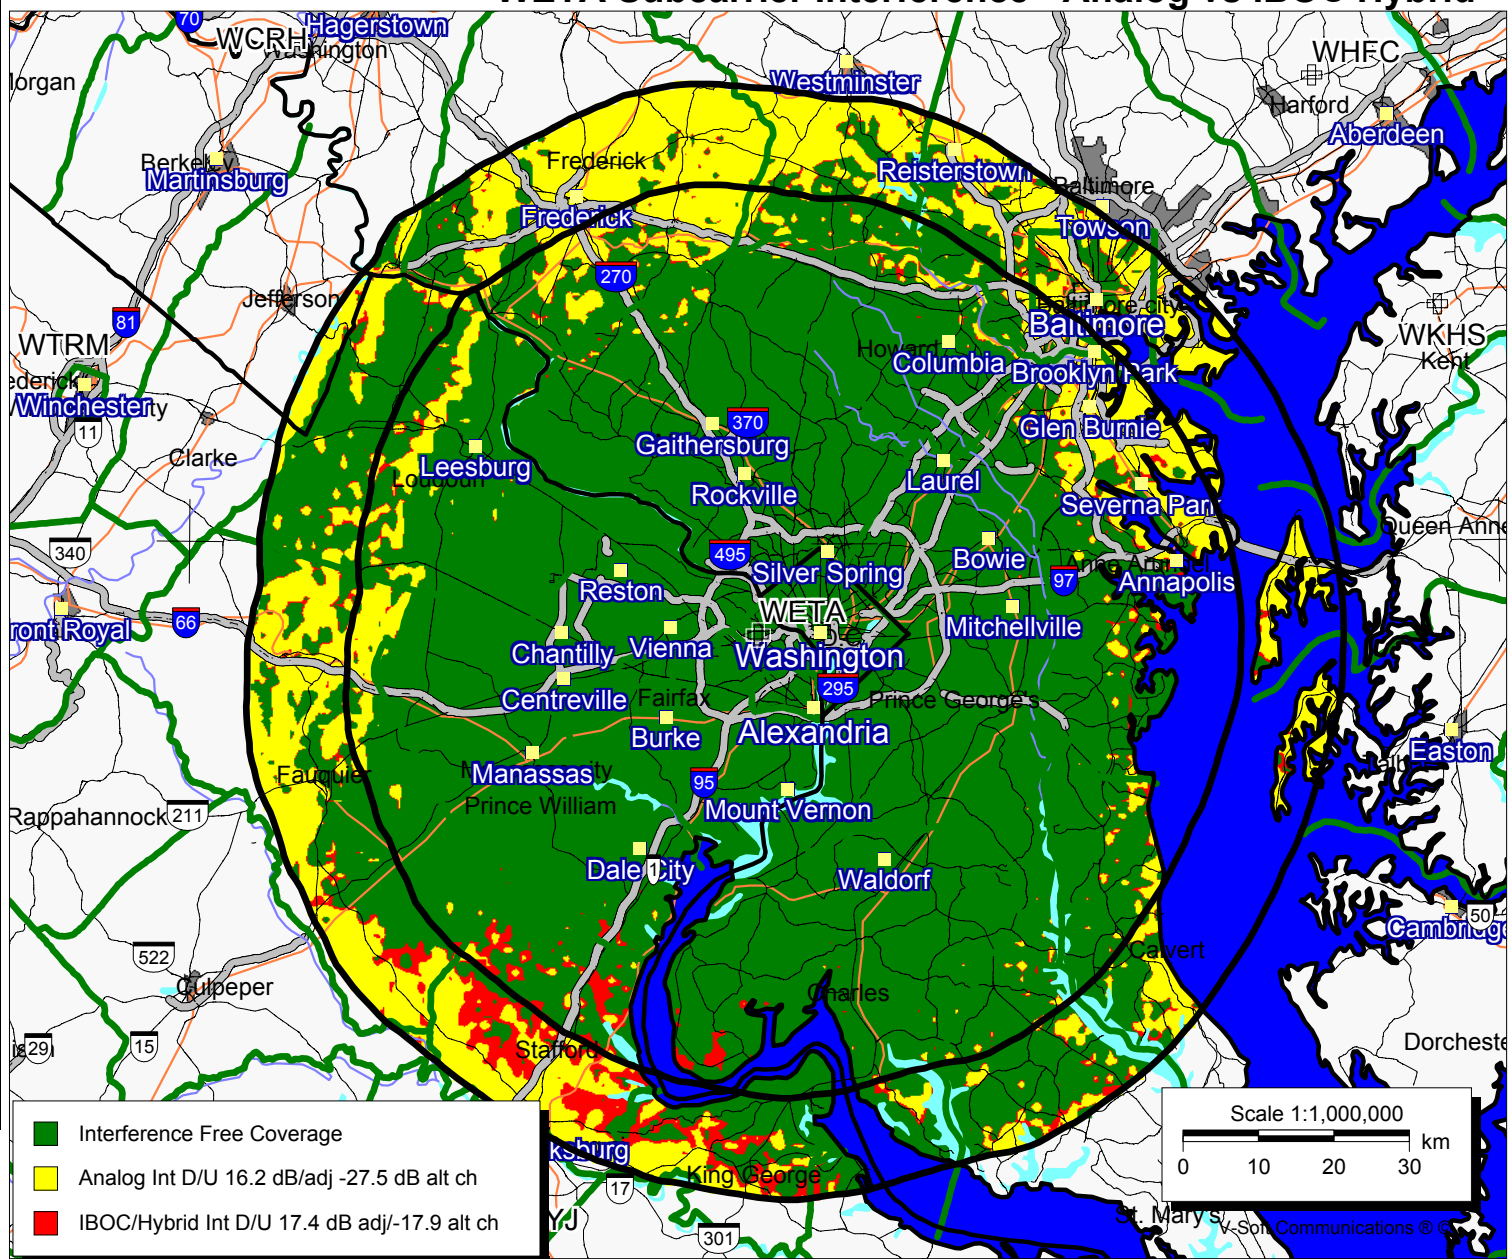 WETA Subcarrier Interference - Analog vs IBOC Hybrid
70
Hagerstown
WCRH
Washington
WHFC
Westminster
Harford
Aberdeen
Berkeley
Martinsburg
Frederick
Reisterstown
Baltimore
Frederick
Towson
270
Jefferson
Baltimore city
Baltimore
81
WTRM
WKHS
Kent
Howard
Columbia
Brooklyn Park
Winchester
11
370
Gaithersburg
Glen Burnie
Clarke
Leesburg
Loudoun
Rockville
Laurel
Severna Park
Queen Anne
340
495
Silver Spring
Bowie
97
Anne Arundel
Annapolis
Reston
66
ront Royal
WETA
Mitchellville
Chantilly
Vienna
Washington
Centreville
Fairfax
295
Prince George's
Burke
Alexandria
Easton
Fauquier
Manassas
95
Prince William
Mount Vernon
Rappahannock
211
Dale City
1
Waldorf
Cambridge
50
522
Calvert
Culpeper
Charles
29
15
Stafford
Dorcheste
Interference Free Coverage
Analog Int D/U 16.2 dB/adj -27.5 dB alt ch
IBOC/Hybrid Int D/U 17.4 dB adj/-17.9 alt ch
ksburg
King George
17
YJ
301
St. Mary's
Scale 1:1,000,000
km
0 10 20 30
V-Soft Communications ® ©